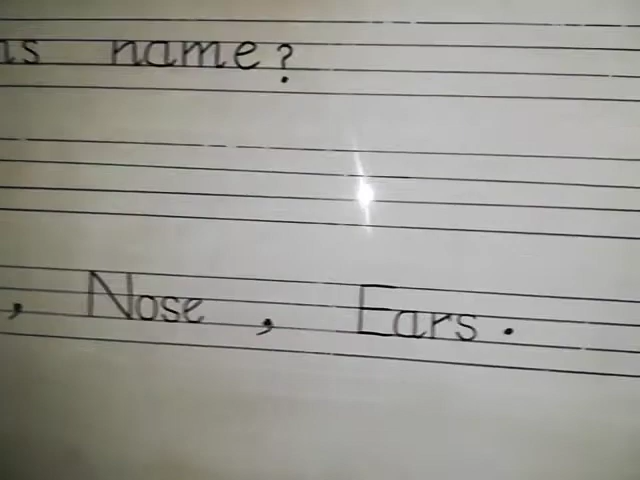 name?
, Nose , Ears .